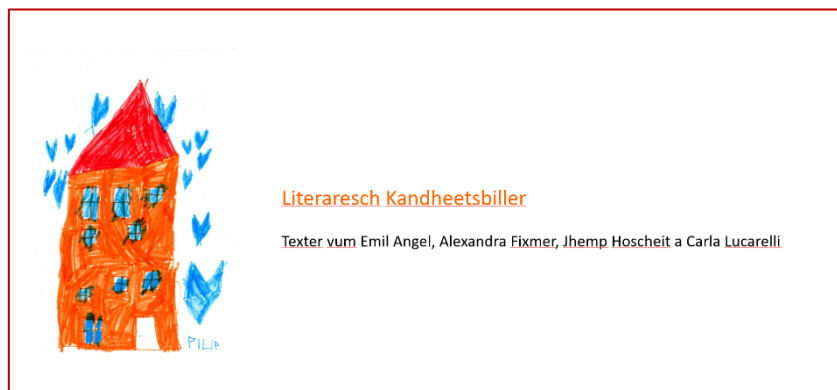 Literaresch Kandheetsbiller
Texter vum Emil Angel, Alexandra Fixmer, Jhemp Hoscheit a Carla Lucarelli
PILIP